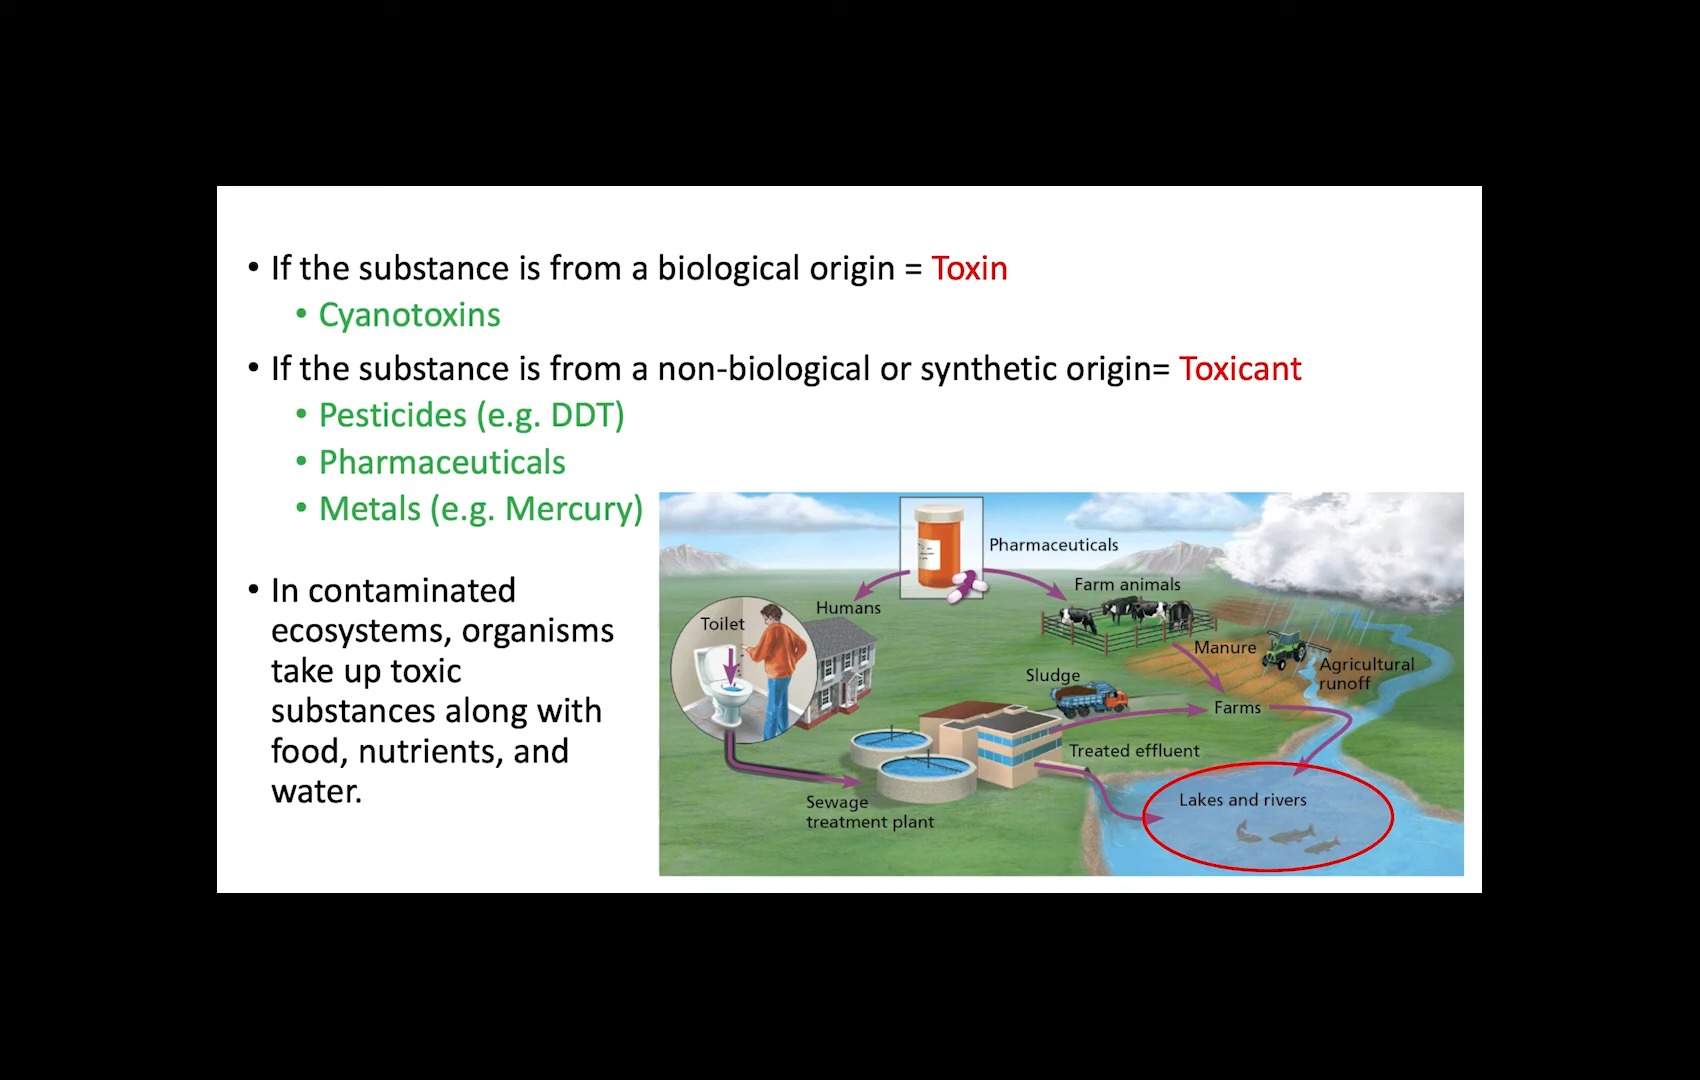 • If the substance is from a biological origin = Toxin
• Cyanotoxins
• If the substance is from a non-biological or synthetic origin= Toxicant
• Pesticides (e.g. DDT)
• Pharmaceuticals
• Metals (e.g. Mercury)
• In contaminated
ecosystems, organisms
take up toxic
substances along with
food, nutrients, and
water.
Pharmaceuticals
Farm animals
Humans
Toilet
Manure
Agricultural
runoff
Sludge
Farms
Treated effluent
Lakes and rivers
Sewage
treatment plant